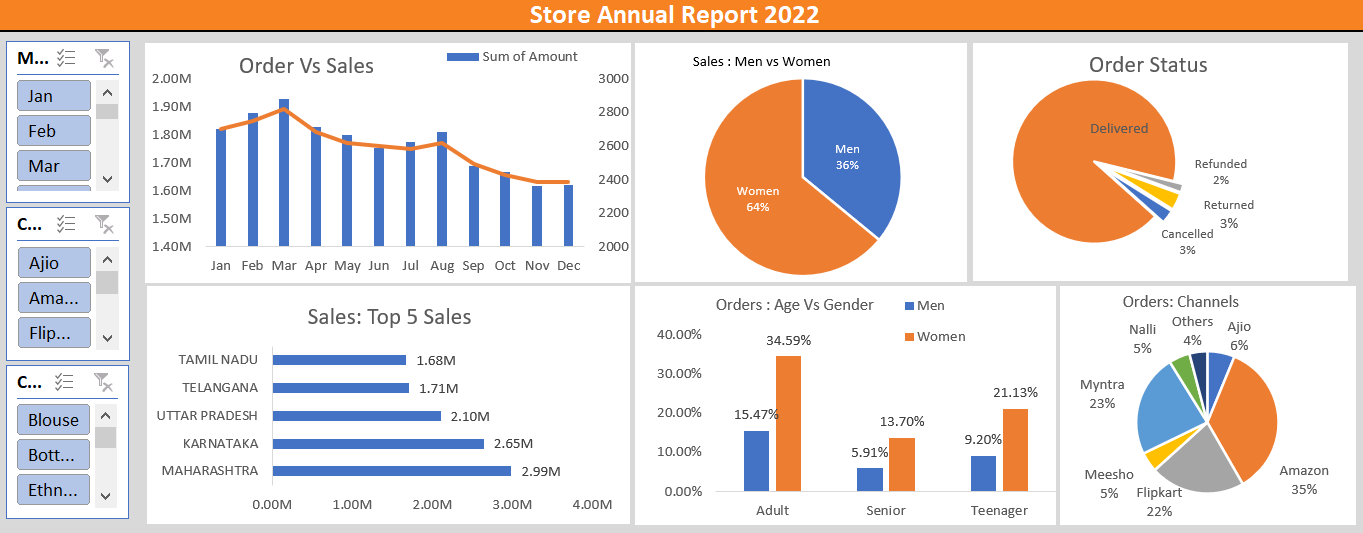 Store Annual Report 2022
M...
Jan
Feb
Mar
C...
Ajio
Ama...
Flip...
C...
Blouse
Bott...
Ethn...
Order Vs Sales
Sum of Amount
2.00M
1.90M
1.80M
1.70M
1.60M
1.50M
1.40M
3000
2800
2600
2400
2200
2000
Jan Feb Mar Apr May Jun Jul Aug Sep Oct Nov Dec
Sales : Men vs Women
Men
36%
Women
64%
Order Status
Delivered
Refunded
2%
Returned
3%
Cancelled
3%
Sales: Top 5 Sales
TAMIL NADU 1.68M
TELANGANA 1.71M
UTTAR PRADESH 2.10M
KARNATAKA 2.65M
MAHARASHTRA 2.99M
0.00M 1.00M 2.00M 3.00M 4.00M
Orders : Age Vs Gender
Men
Women
40.00%
30.00%
20.00%
10.00%
0.00%
15.47%
34.59%
5.91%
13.70%
9.20%
21.13%
Adult Senior Teenager
Orders: Channels
Nalli
5%
Others
4%
Ajio
6%
Myntra
23%
Meesho
5%
Flipkart
22%
Amazon
35%